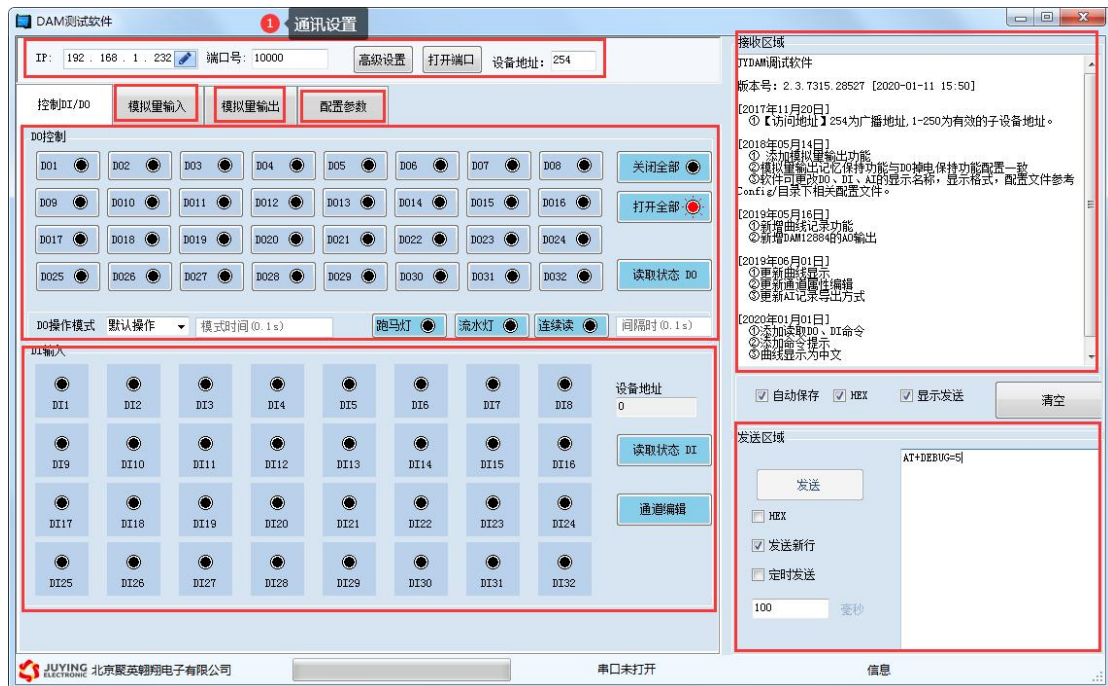 DAM测试软件
1 通讯设置
IP: 192 . 168 . 1 . 232 端口号: 10000 高级设置 打开端口 设备地址: 254
控制DI/DO 模拟量输入 模拟量输出 配置参数
DO控制
DO1 DO2 DO3 DO4 DO5 DO6 DO7 DO8 关闭全部
DO9 DO10 DO11 DO12 DO13 DO14 DO15 DO16 打开全部
DO17 DO18 DO19 DO20 DO21 DO22 DO23 DO24
DO25 DO26 DO27 DO28 DO29 DO30 DO31 DO32 读取状态 DO
DO操作模式 默认操作 模式时间(0.1s) 跑马灯 流水灯 连续读 间隔时(0.1s)
DI输入
DI1 DI2 DI3 DI4 DI5 DI6 DI7 DI8
设备地址
0
DI9 DI10 DI11 DI12 DI13 DI14 DI15 DI16
读取状态 DI
DI17 DI18 DI19 DI20 DI21 DI22 DI23 DI24
通道编辑
DI25 DI26 DI27 DI28 DI29 DI30 DI31 DI32
接收区域
JYDAM调试软件
版本号: 2.3.7315.28527 [2020-01-11 15:50]
[2017年11月20日]
①【访问地址】254为广播地址,1-250为有效的子设备地址。
[2018年05月14日]
① 添加模拟量输出功能
②模拟量输出记忆保持功能与DO掉电保持功能配置一致
③软件可更改DO、DI、AI的显示名称，显示格式，配置文件参考
Config/目录下相关配置文件。
[2019年05月16日]
①新增曲线记录功能
②新增DAM12884的AO输出
[2019年06月01日]
①更新曲线显示
②更新通道属性编辑
③更新AI记录导出方式
[2020年01月01日]
①添加读取DO、DI命令
②添加命令提示
③曲线显示为中文
自动保存 HEX 显示发送 清空
发送区域
AT+DEBUG=5
发送
HEX
发送新行
定时发送
100 毫秒
JUYING ELECTRONIC 北京聚英翱翔电子有限公司 串口未打开 信息